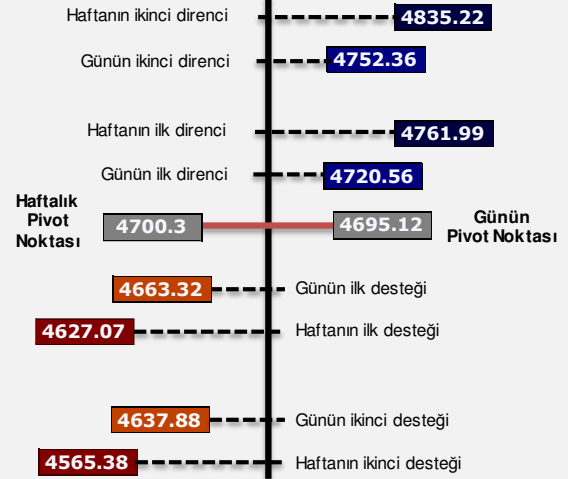 Haftanın ikinci direnci 4835.22
Günün ikinci direnci 4752.36
Haftanın ilk direnci 4761.99
Günün ilk direnci 4720.56
Haftalık
Pivot
Noktası
4700.3
4695.12
Günün
Pivot Noktası
4663.32 Günün ilk desteği
4627.07 Haftanın ilk desteği
4637.88 Günün ikinci desteği
4565.38 Haftanın ikinci desteği